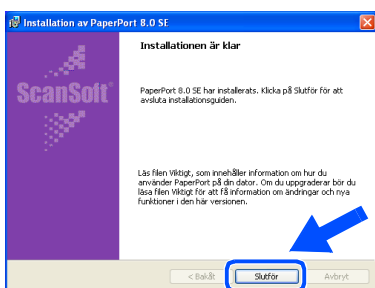 Installation av PaperPort 8.0 SE
Installationen är klar
ScanSoft
PaperPort 8.0 SE har installerats. Klicka på Slutför för att
avsluta installationsguiden.
Läs filen Viktigt, som innehåller information om hur du
använder PaperPort på din dator. Om du uppgraderar bör du
läsa filen Viktigt för att få information om ändringar och nya
funktioner i den här versionen.
< Bakåt Slutför Avbryt